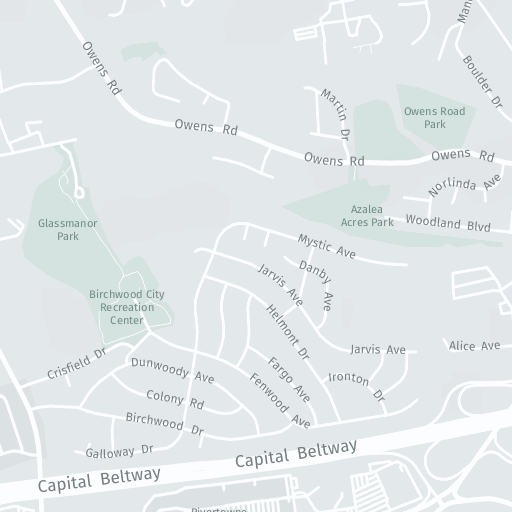 Man
Owens Rd
Boulder Dr
Martin Dr
Owens Road
Park
Owens Rd
Owens Rd
Owens Rd
Norlinda Ave
Azalea
Acres Park
Woodland Blvd
Glassmanor
Park
Mystic Ave
Jarvis Ave
Danby Ave
Birchwood City
Recreation
Center
Helmont Dr
Jarvis Ave
Alice Ave
Crisfield Dr
Dunwoody Ave
Fargo Ave
Ironton Dr
Colony Rd
Fenwood Ave
Birchwood Dr
Galloway Dr
Capital Beltway
Capital Beltway
Rivertowne